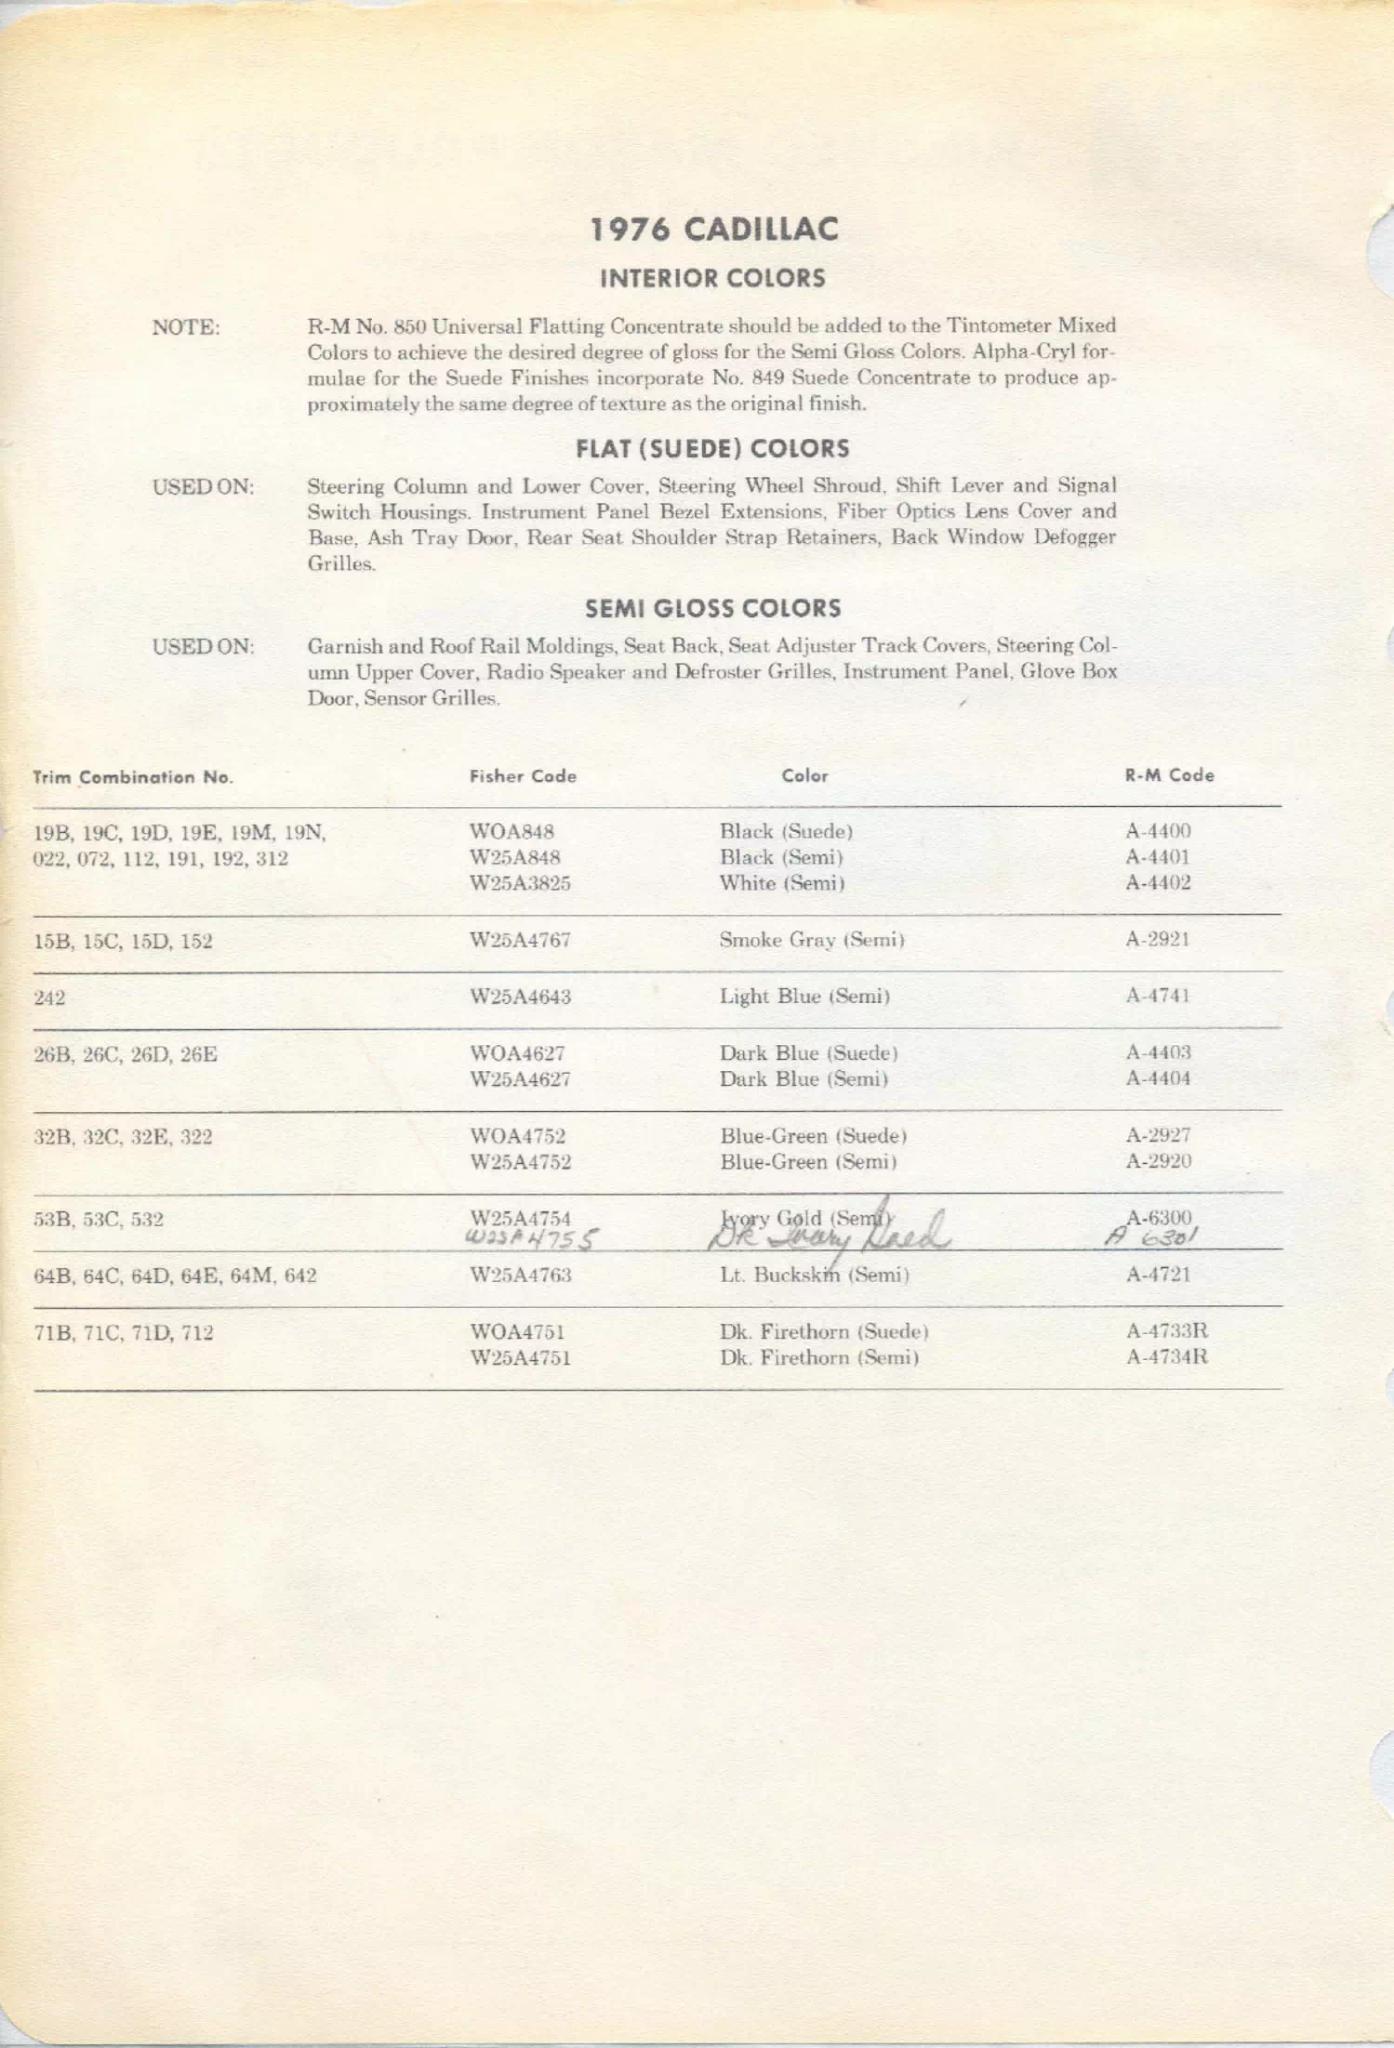 1976 CADILLAC
INTERIOR COLORS
NOTE: R-M No. 850 Universal Flatting Concentrate should be added to the Tintometer Mixed
Colors to achieve the desired degree of gloss for the Semi Gloss Colors. Alpha-Cryl for-
mulae for the Suede Finishes incorporate No. 849 Suede Concentrate to produce ap-
proximately the same degree of texture as the original finish.
FLAT (SUEDE) COLORS
USED ON: Steering Column and Lower Cover, Steering Wheel Shroud, Shift Lever and Signal
Switch Housings. Instrument Panel Bezel Extensions, Fiber Optics Lens Cover and
Base, Ash Tray Door, Rear Seat Shoulder Strap Retainers, Back Window Defogger
Grilles.
SEMI GLOSS COLORS
USED ON: Garnish and Roof Rail Moldings, Seat Back, Seat Adjuster Track Covers, Steering Col-
umn Upper Cover, Radio Speaker and Defroster Grilles, Instrument Panel, Glove Box
Door, Sensor Grilles.
Trim Combination No. Fisher Code Color R-M Code
19B, 19C, 19D, 19E, 19M, 19N, WOA848 Black (Suede) A-4400
022, 072, 112, 191, 192, 312 W25A848 Black (Semi) A-4401
W25A3825 White (Semi) A-4402
15B, 15C, 15D, 152 W25A4767 Smoke Gray (Semi) A-2921
242 W25A4643 Light Blue (Semi) A-4741
26B, 26C, 26D, 26E WOA4627 Dark Blue (Suede) A-4403
W25A4627 Dark Blue (Semi) A-4404
32B, 32C, 32E, 322 WOA4752 Blue-Green (Suede) A-2927
W25A4752 Blue-Green (Semi) A-2920
53B, 53C, 532 W25A4754 Ivory Gold (Semi) A-6300
W25A4755 Dk Ivory Gold A 6301
64B, 64C, 64D, 64E, 64M, 642 W25A4763 Lt. Buckskin (Semi) A-4721
71B, 71C, 71D, 712 WOA4751 Dk. Firethorn (Suede) A-4733R
W25A4751 Dk. Firethorn (Semi) A-4734R